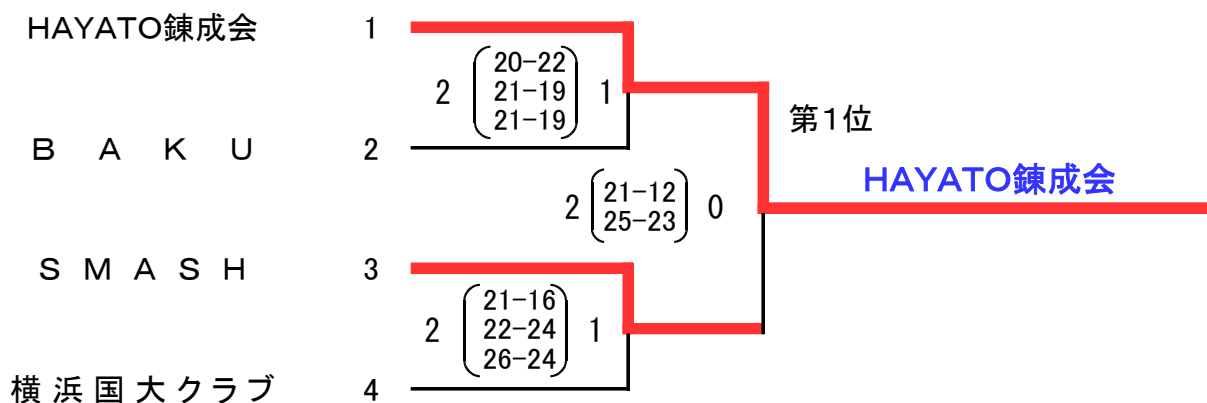 HAYATO錬成会 1
2 20-22 1
21-19
21-19
B A K U 2
第1位
HAYATO錬成会
2 21-12 0
25-23
S M A S H 3
2 21-16 1
22-24
26-24
横浜国大クラブ 4